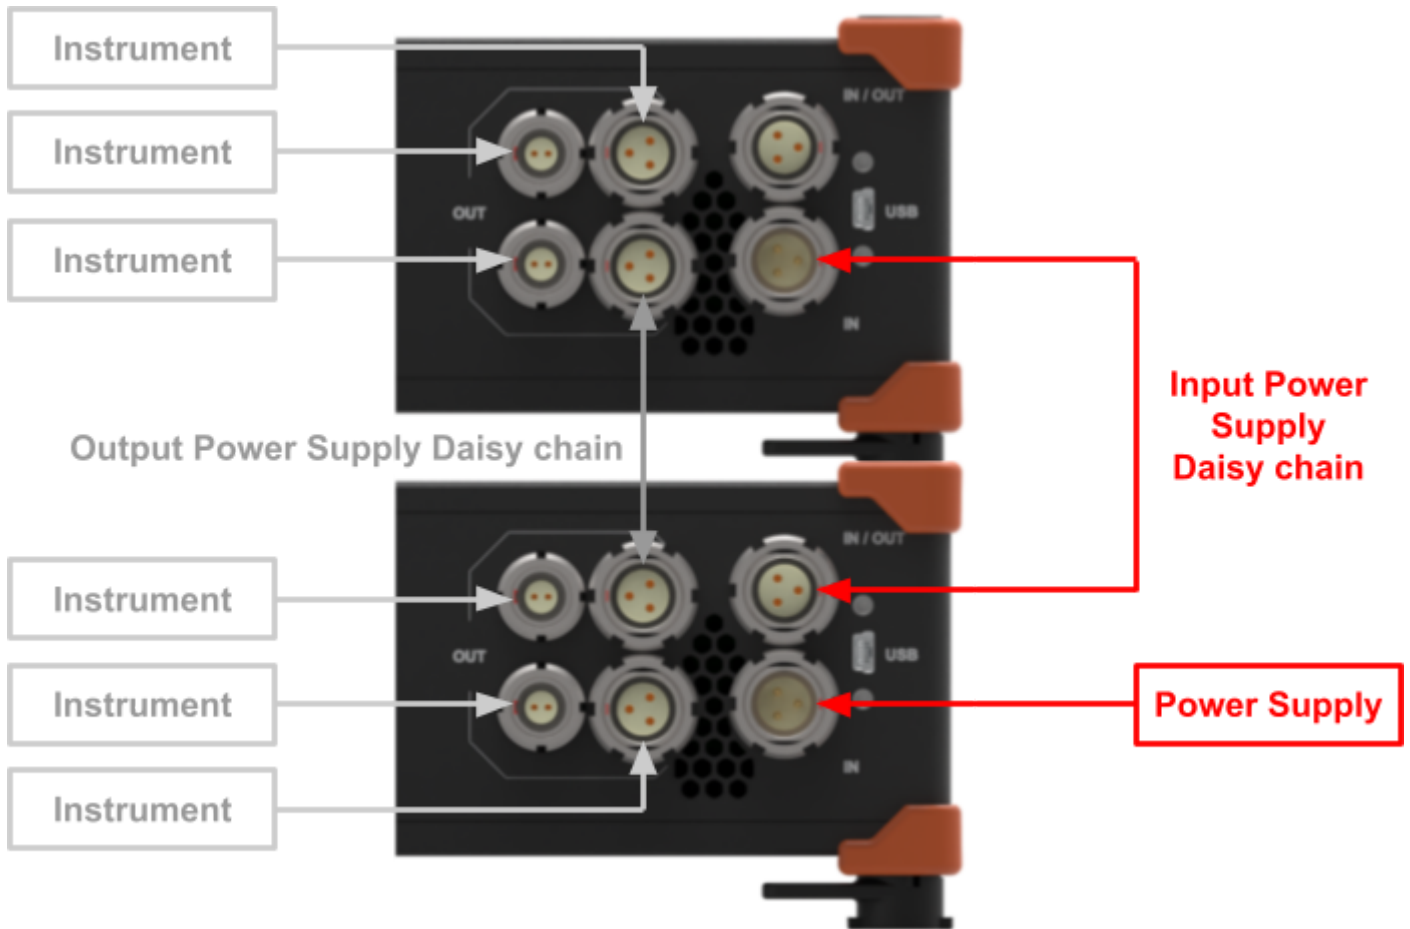 Instrument
IN / OUT
Instrument
OUT
USB
Instrument
IN
Input Power
Supply
Daisy chain
Output Power Supply Daisy chain
IN / OUT
Instrument
OUT
USB
Instrument
Power Supply
IN
Instrument